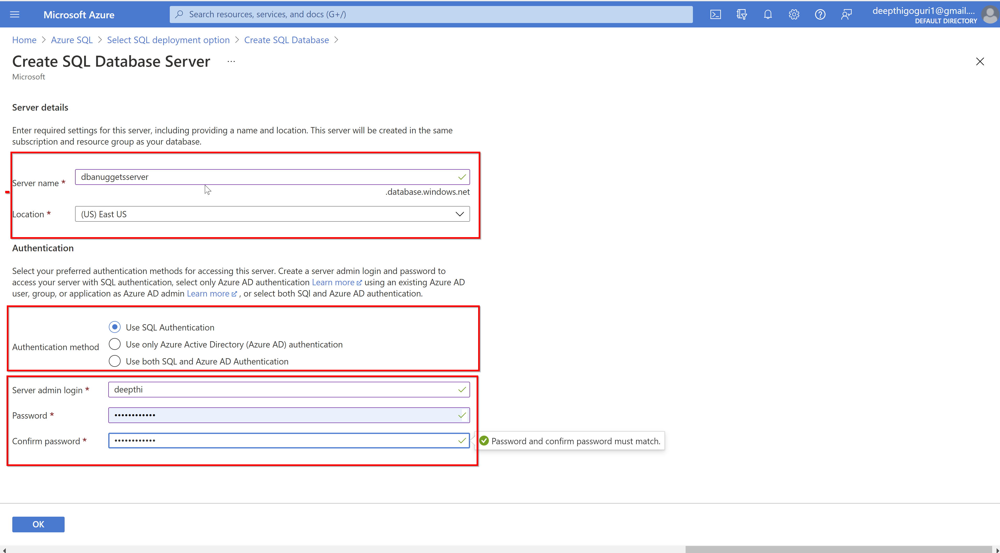 Microsoft Azure
Search resources, services, and docs (G+/)
deepthigoguri1@gmail....
DEFAULT DIRECTORY
Home > Azure SQL > Select SQL deployment option > Create SQL Database >
Create SQL Database Server ...
Microsoft
Server details
Enter required settings for this server, including providing a name and location. This server will be created in the same
subscription and resource group as your database.
Server name *
dbanuggetsserver
.database.windows.net
Location *
(US) East US
Authentication
Select your preferred authentication methods for accessing this server. Create a server admin login and password to
access your server with SQL authentication, select only Azure AD authentication Learn more using an existing Azure AD
user, group, or application as Azure AD admin Learn more , or select both SQl and Azure AD authentication.
Authentication method
Use SQL Authentication
Use only Azure Active Directory (Azure AD) authentication
Use both SQL and Azure AD Authentication
Server admin login *
deepthi
Password *
••••••••••••
Confirm password *
••••••••••••
Password and confirm password must match.
OK